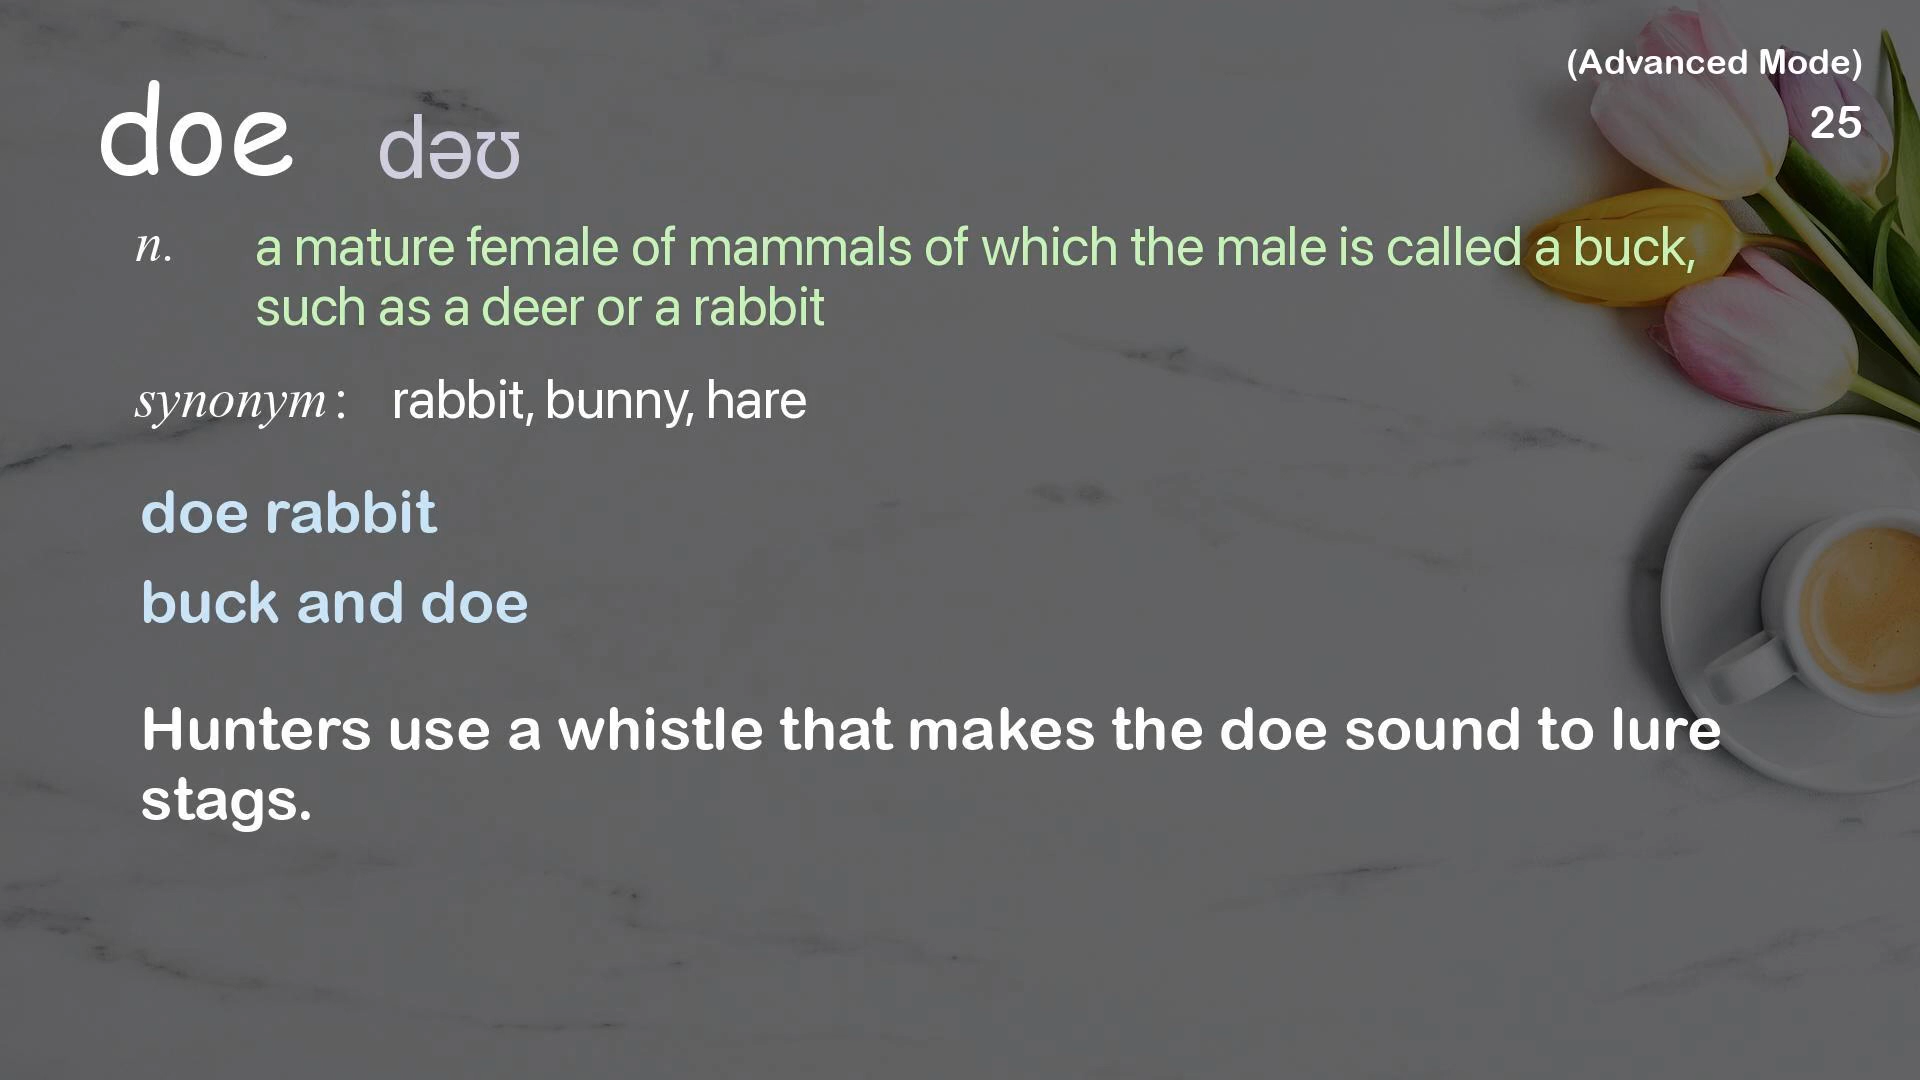 (Advanced Mode)
doe dəʊ
25
n. a mature female of mammals of which the male is called a buck,
such as a deer or a rabbit
synonym: rabbit, bunny, hare
doe rabbit
buck and doe
Hunters use a whistle that makes the doe sound to lure
stags.